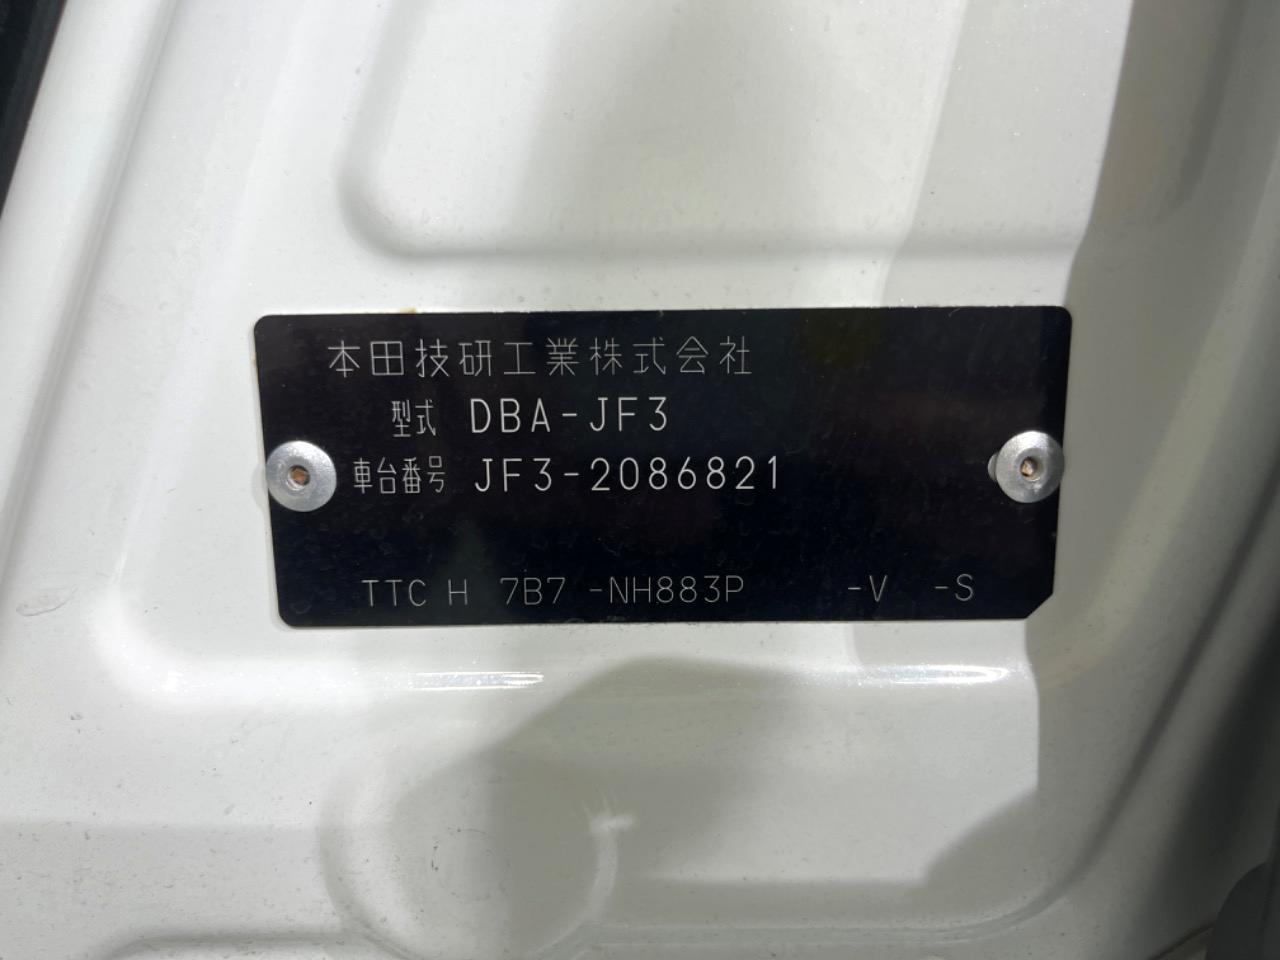 本田技研工業株式会社
型式 DBA-JF3
車台番号 JF3-2086821
TTC H 7B7 -NH883P -V -S